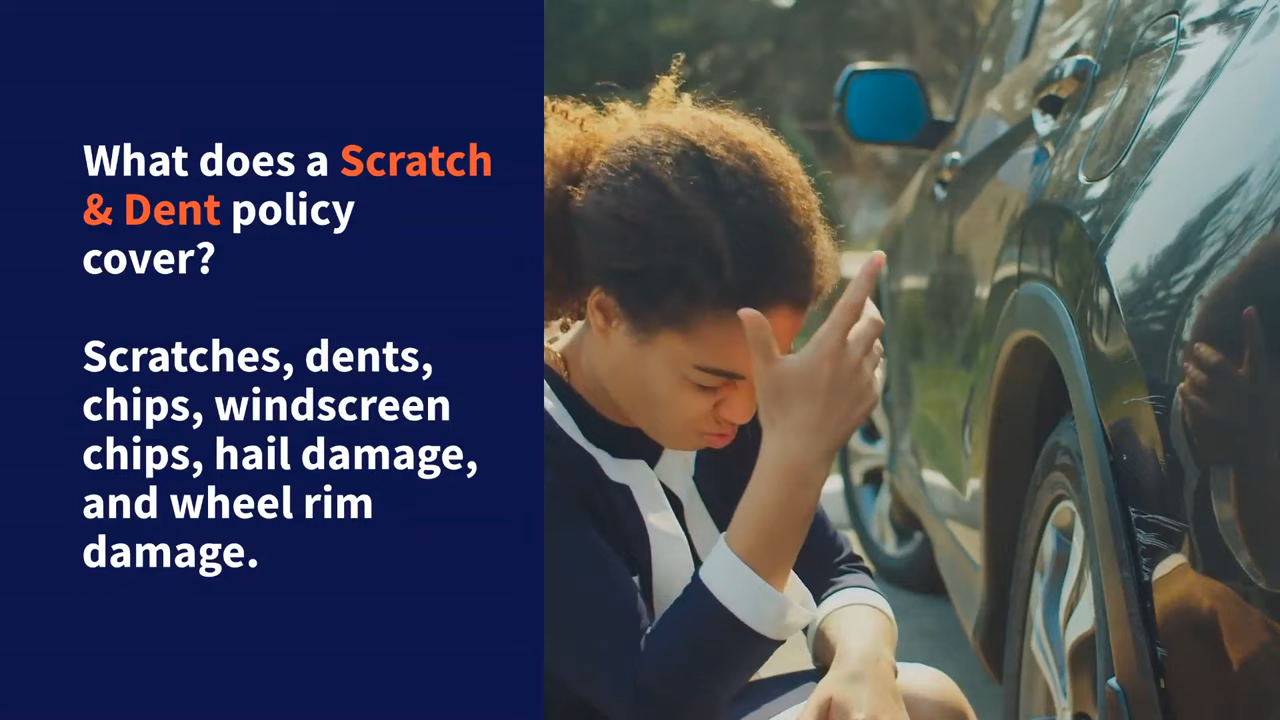 What does a Scratch
& Dent policy
cover?
Scratches, dents,
chips, windscreen
chips, hail damage,
and wheel rim
damage.